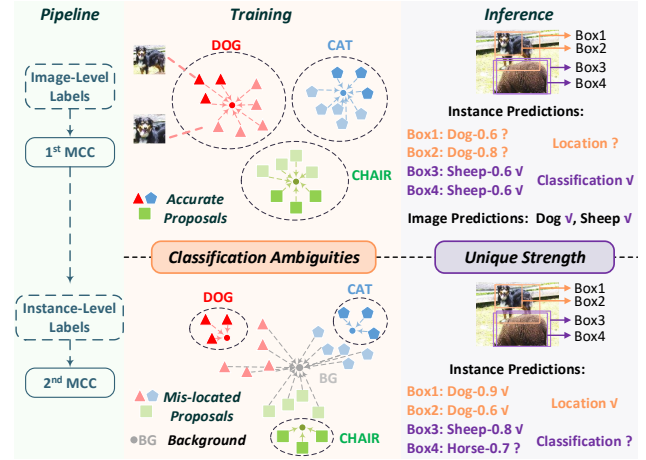 Pipeline
Training
Inference
Image-Level
Labels
1st MCC
Instance-Level
Labels
2nd MCC
DOG
CAT
CHAIR
Accurate
Proposals
Box1
Box2
Box3
Box4
Instance Predictions:
Box1: Dog-0.6 ?
Box2: Dog-0.8 ?
Location ?
Box3: Sheep-0.6 √
Box4: Sheep-0.6 √
Classification √
Image Predictions: Dog √, Sheep √
Classification Ambiguities
Unique Strength
DOG
CAT
BG
Mis-located
Proposals
BG Background
CHAIR
Box1
Box2
Box3
Box4
Instance Predictions:
Box1: Dog-0.9 √
Box2: Dog-0.6 √
Location √
Box3: Sheep-0.8 √
Box4: Horse-0.7 ?
Classification ?